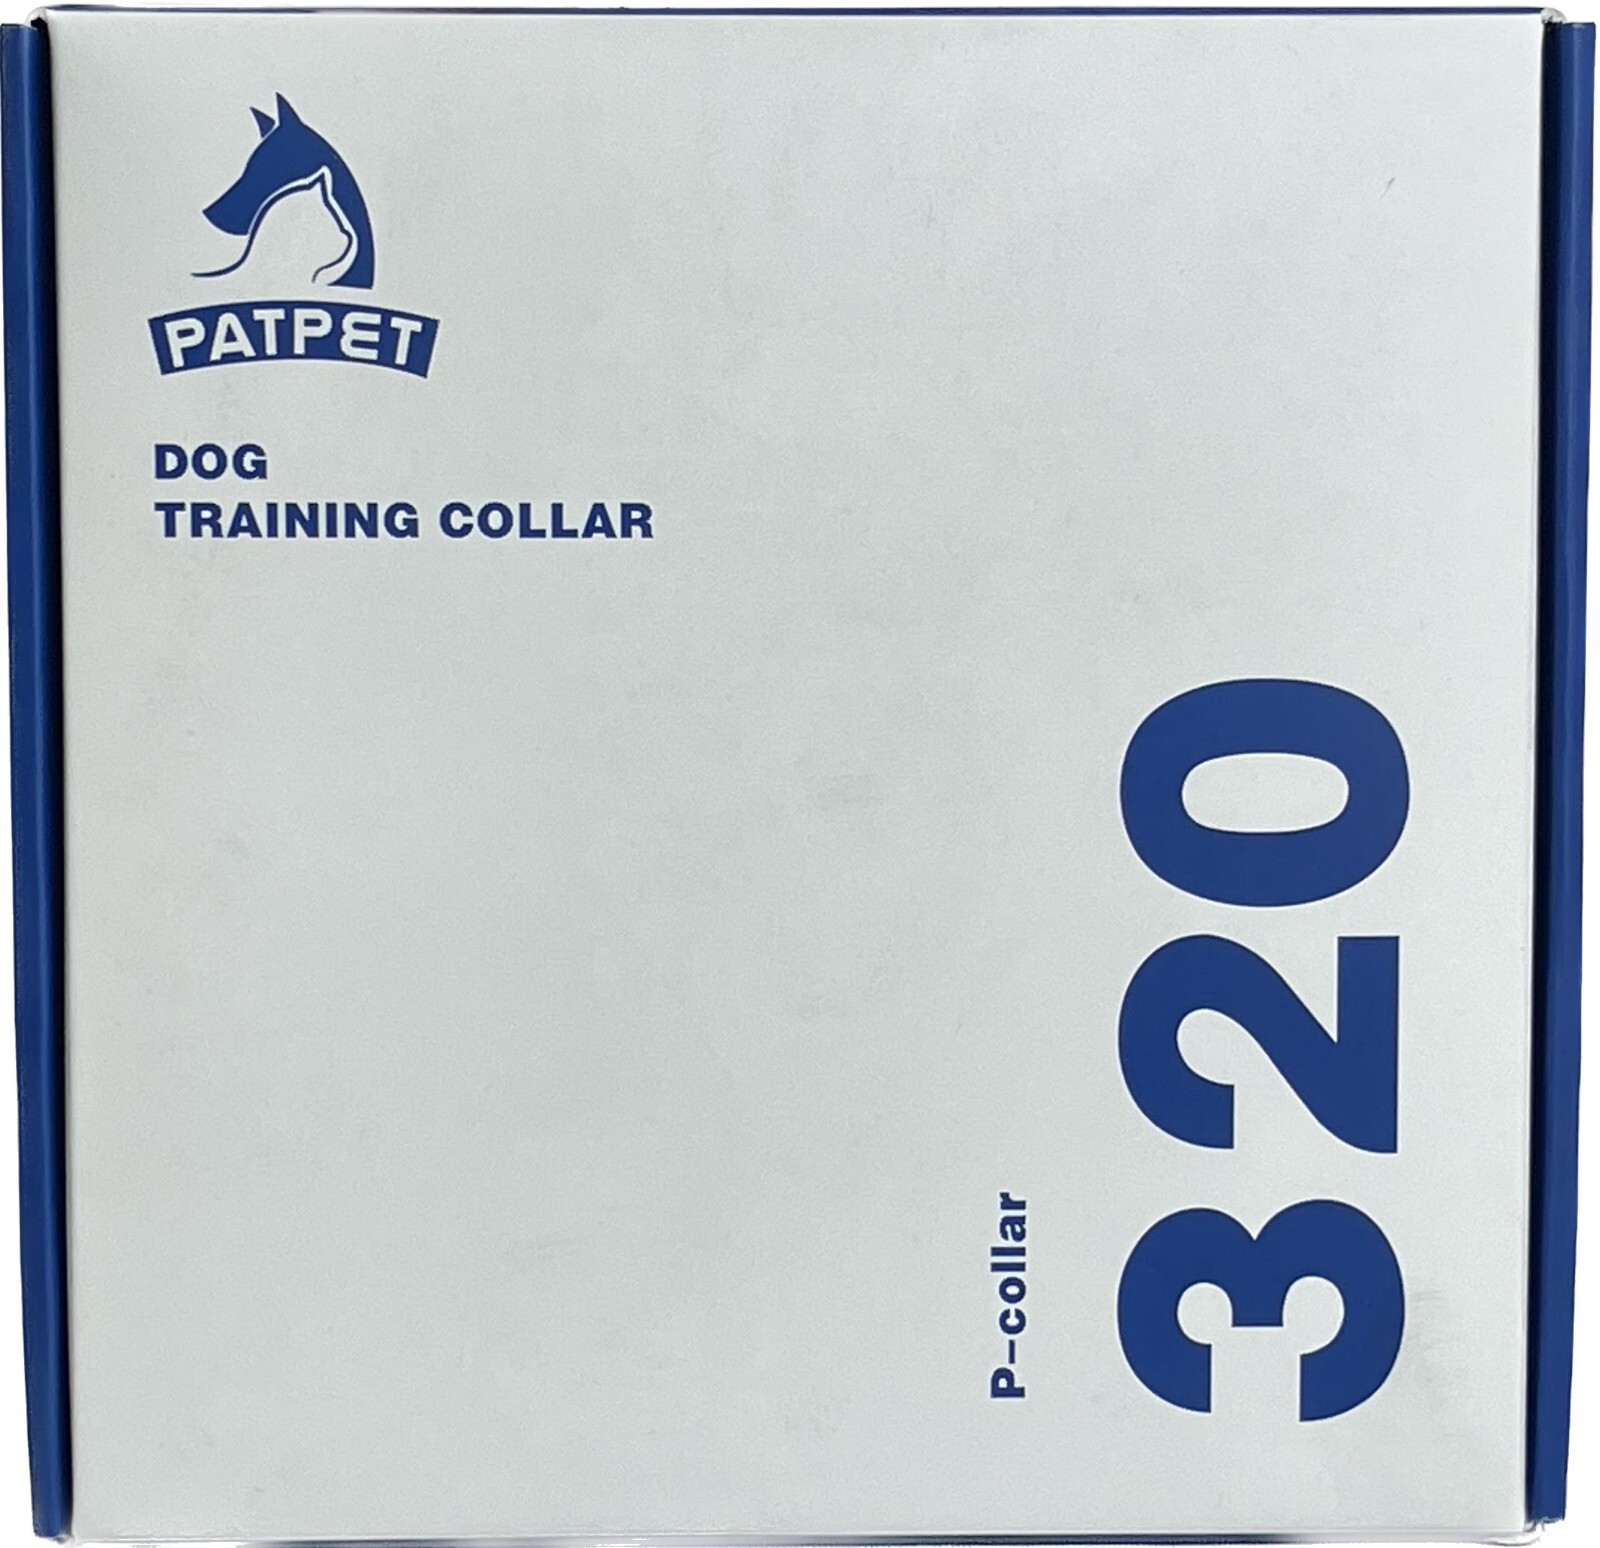 PATPET
DOG
TRAINING COLLAR
P-collar
320